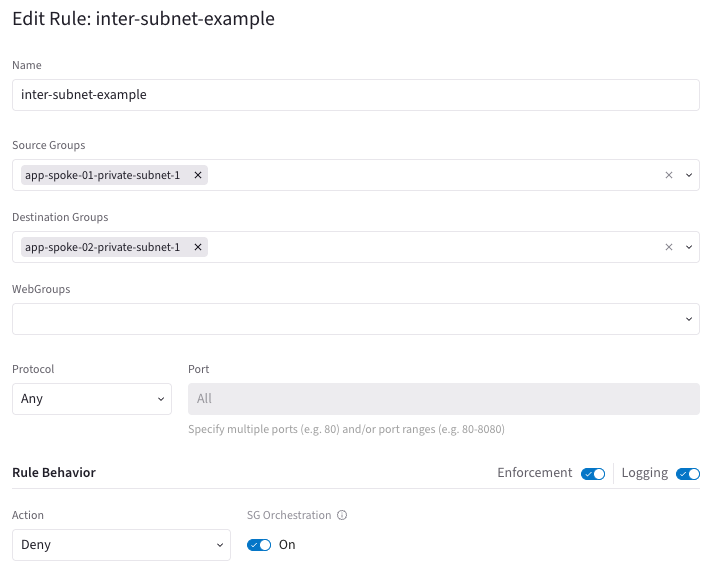 Edit Rule: inter-subnet-example
Name
inter-subnet-example
Source Groups
app-spoke-01-private-subnet-1
Destination Groups
app-spoke-02-private-subnet-1
WebGroups
Protocol Port
Any All
Specify multiple ports (e.g. 80) and/or port ranges (e.g. 80-8080)
Rule Behavior Enforcement Logging
Action SG Orchestration
Deny On